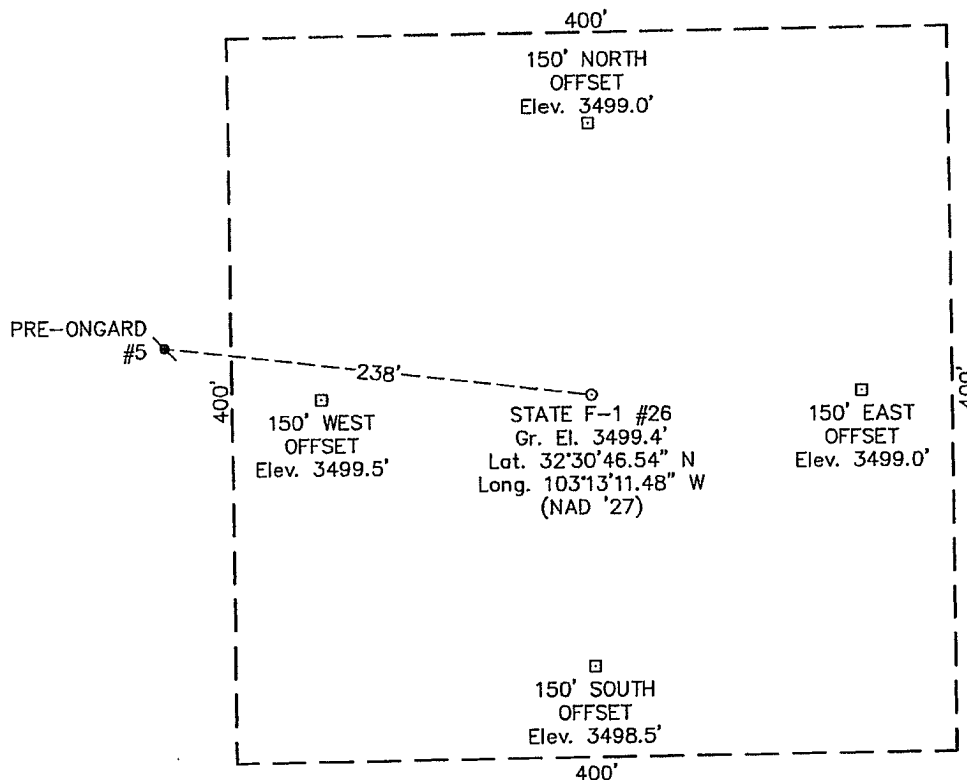 400'
150' NORTH
OFFSET
Elev. 3499.0'
PRE-ONGARD
#5
238'
400'
400'
150' WEST
OFFSET
Elev. 3499.5'
STATE F-1 #26
Gr. El. 3499.4'
Lat. 32°30'46.54" N
Long. 103°13'11.48" W
(NAD '27)
150' EAST
OFFSET
Elev. 3499.0'
150' SOUTH
OFFSET
Elev. 3498.5'
400'